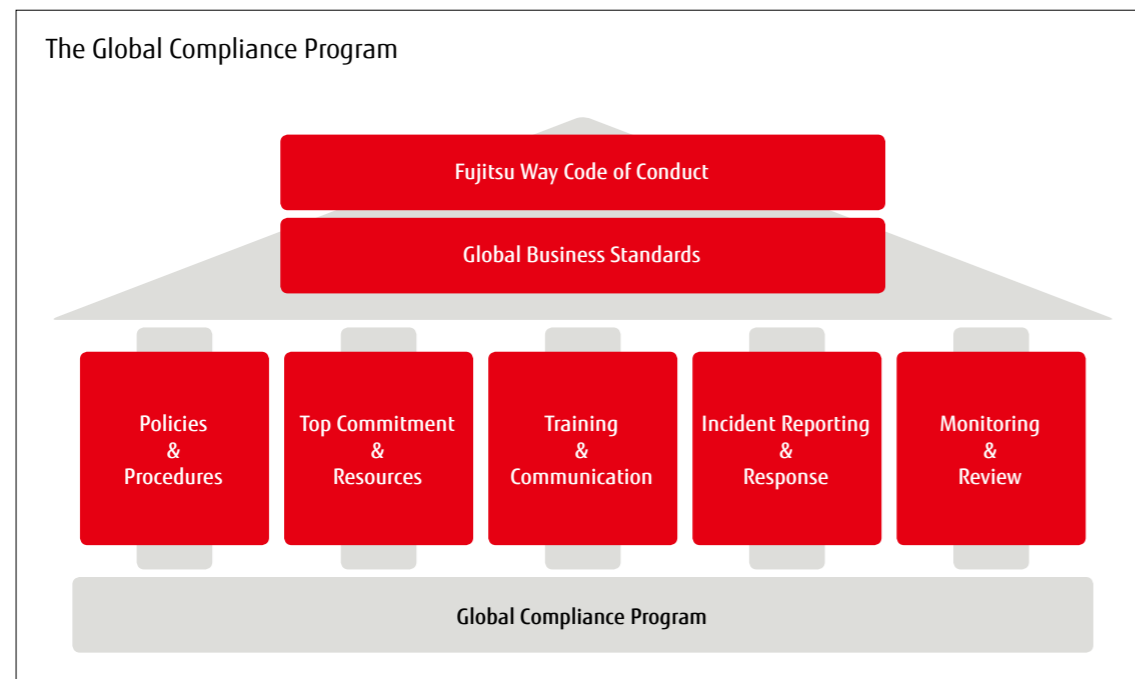 The Global Compliance Program
Fujitsu Way Code of Conduct
Global Business Standards
Policies
&
Procedures
Top Commitment
&
Resources
Training
&
Communication
Incident Reporting
&
Response
Monitoring
&
Review
Global Compliance Program